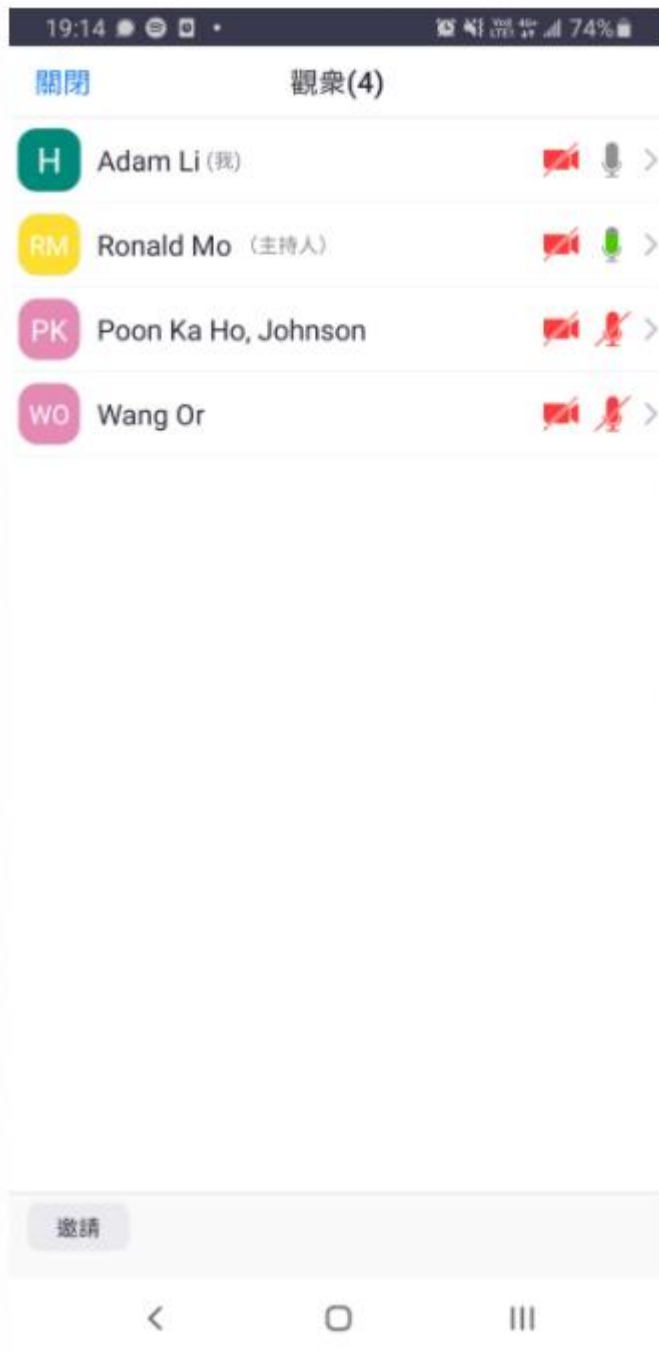 19:14 74%
關閉 觀衆(4)
H Adam Li (我)
RM Ronald Mo (主持人)
PK Poon Ka Ho, Johnson
WO Wang Or
邀請